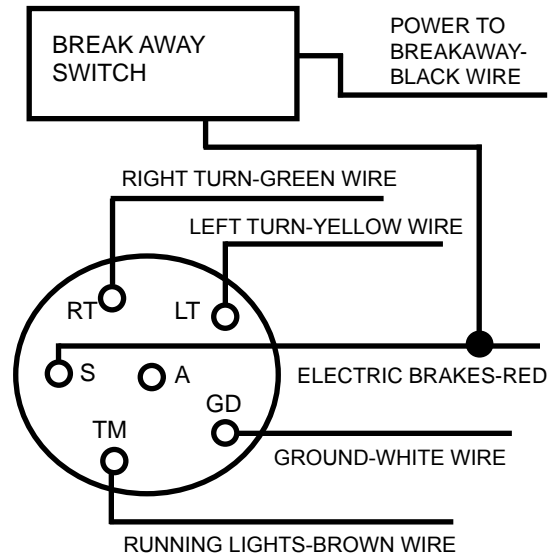 BREAK AWAY
SWITCH
POWER TO
BREAKAWAY-
BLACK WIRE
RIGHT TURN-GREEN WIRE
LEFT TURN-YELLOW WIRE
RT
LT
S
A
ELECTRIC BRAKES-RED
GD
TM
GROUND-WHITE WIRE
RUNNING LIGHTS-BROWN WIRE